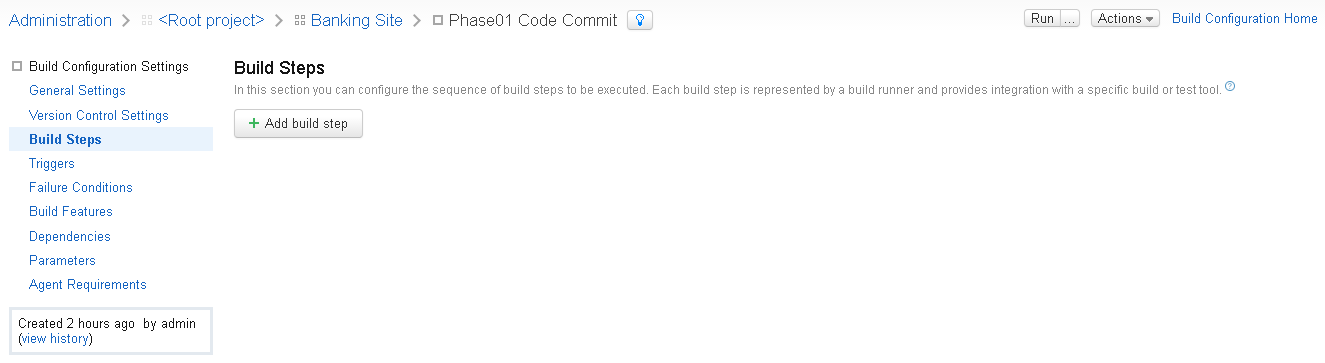 Administration > <Root project> > Banking Site > Phase01 Code Commit
Run ... Actions Build Configuration Home
Build Configuration Settings
General Settings
Version Control Settings
Build Steps
Triggers
Failure Conditions
Build Features
Dependencies
Parameters
Agent Requirements
Created 2 hours ago by admin
(view history)
Build Steps
In this section you can configure the sequence of build steps to be executed. Each build step is represented by a build runner and provides integration with a specific build or test tool. ?
+ Add build step